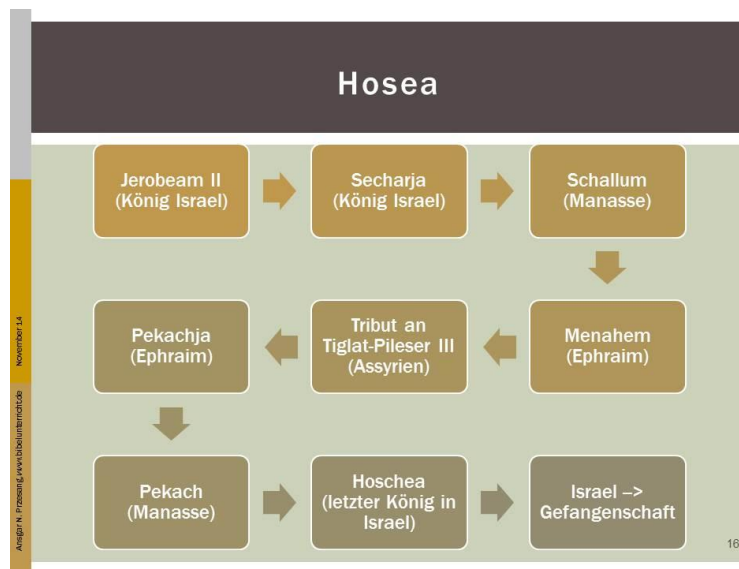 Hosea
Jerobeam II
(König Israel)
Secharja
(König Israel)
Schallum
(Manasse)
Menahem
(Ephraim)
Tribut an
Tiglat-Pileser III
(Assyrien)
Pekachja
(Ephraim)
Pekach
(Manasse)
Hoschea
(letzter König in
Israel)
Israel –>
Gefangenschaft
November 14
Ansgar N. Przesang, www.bibelunterricht.de
16